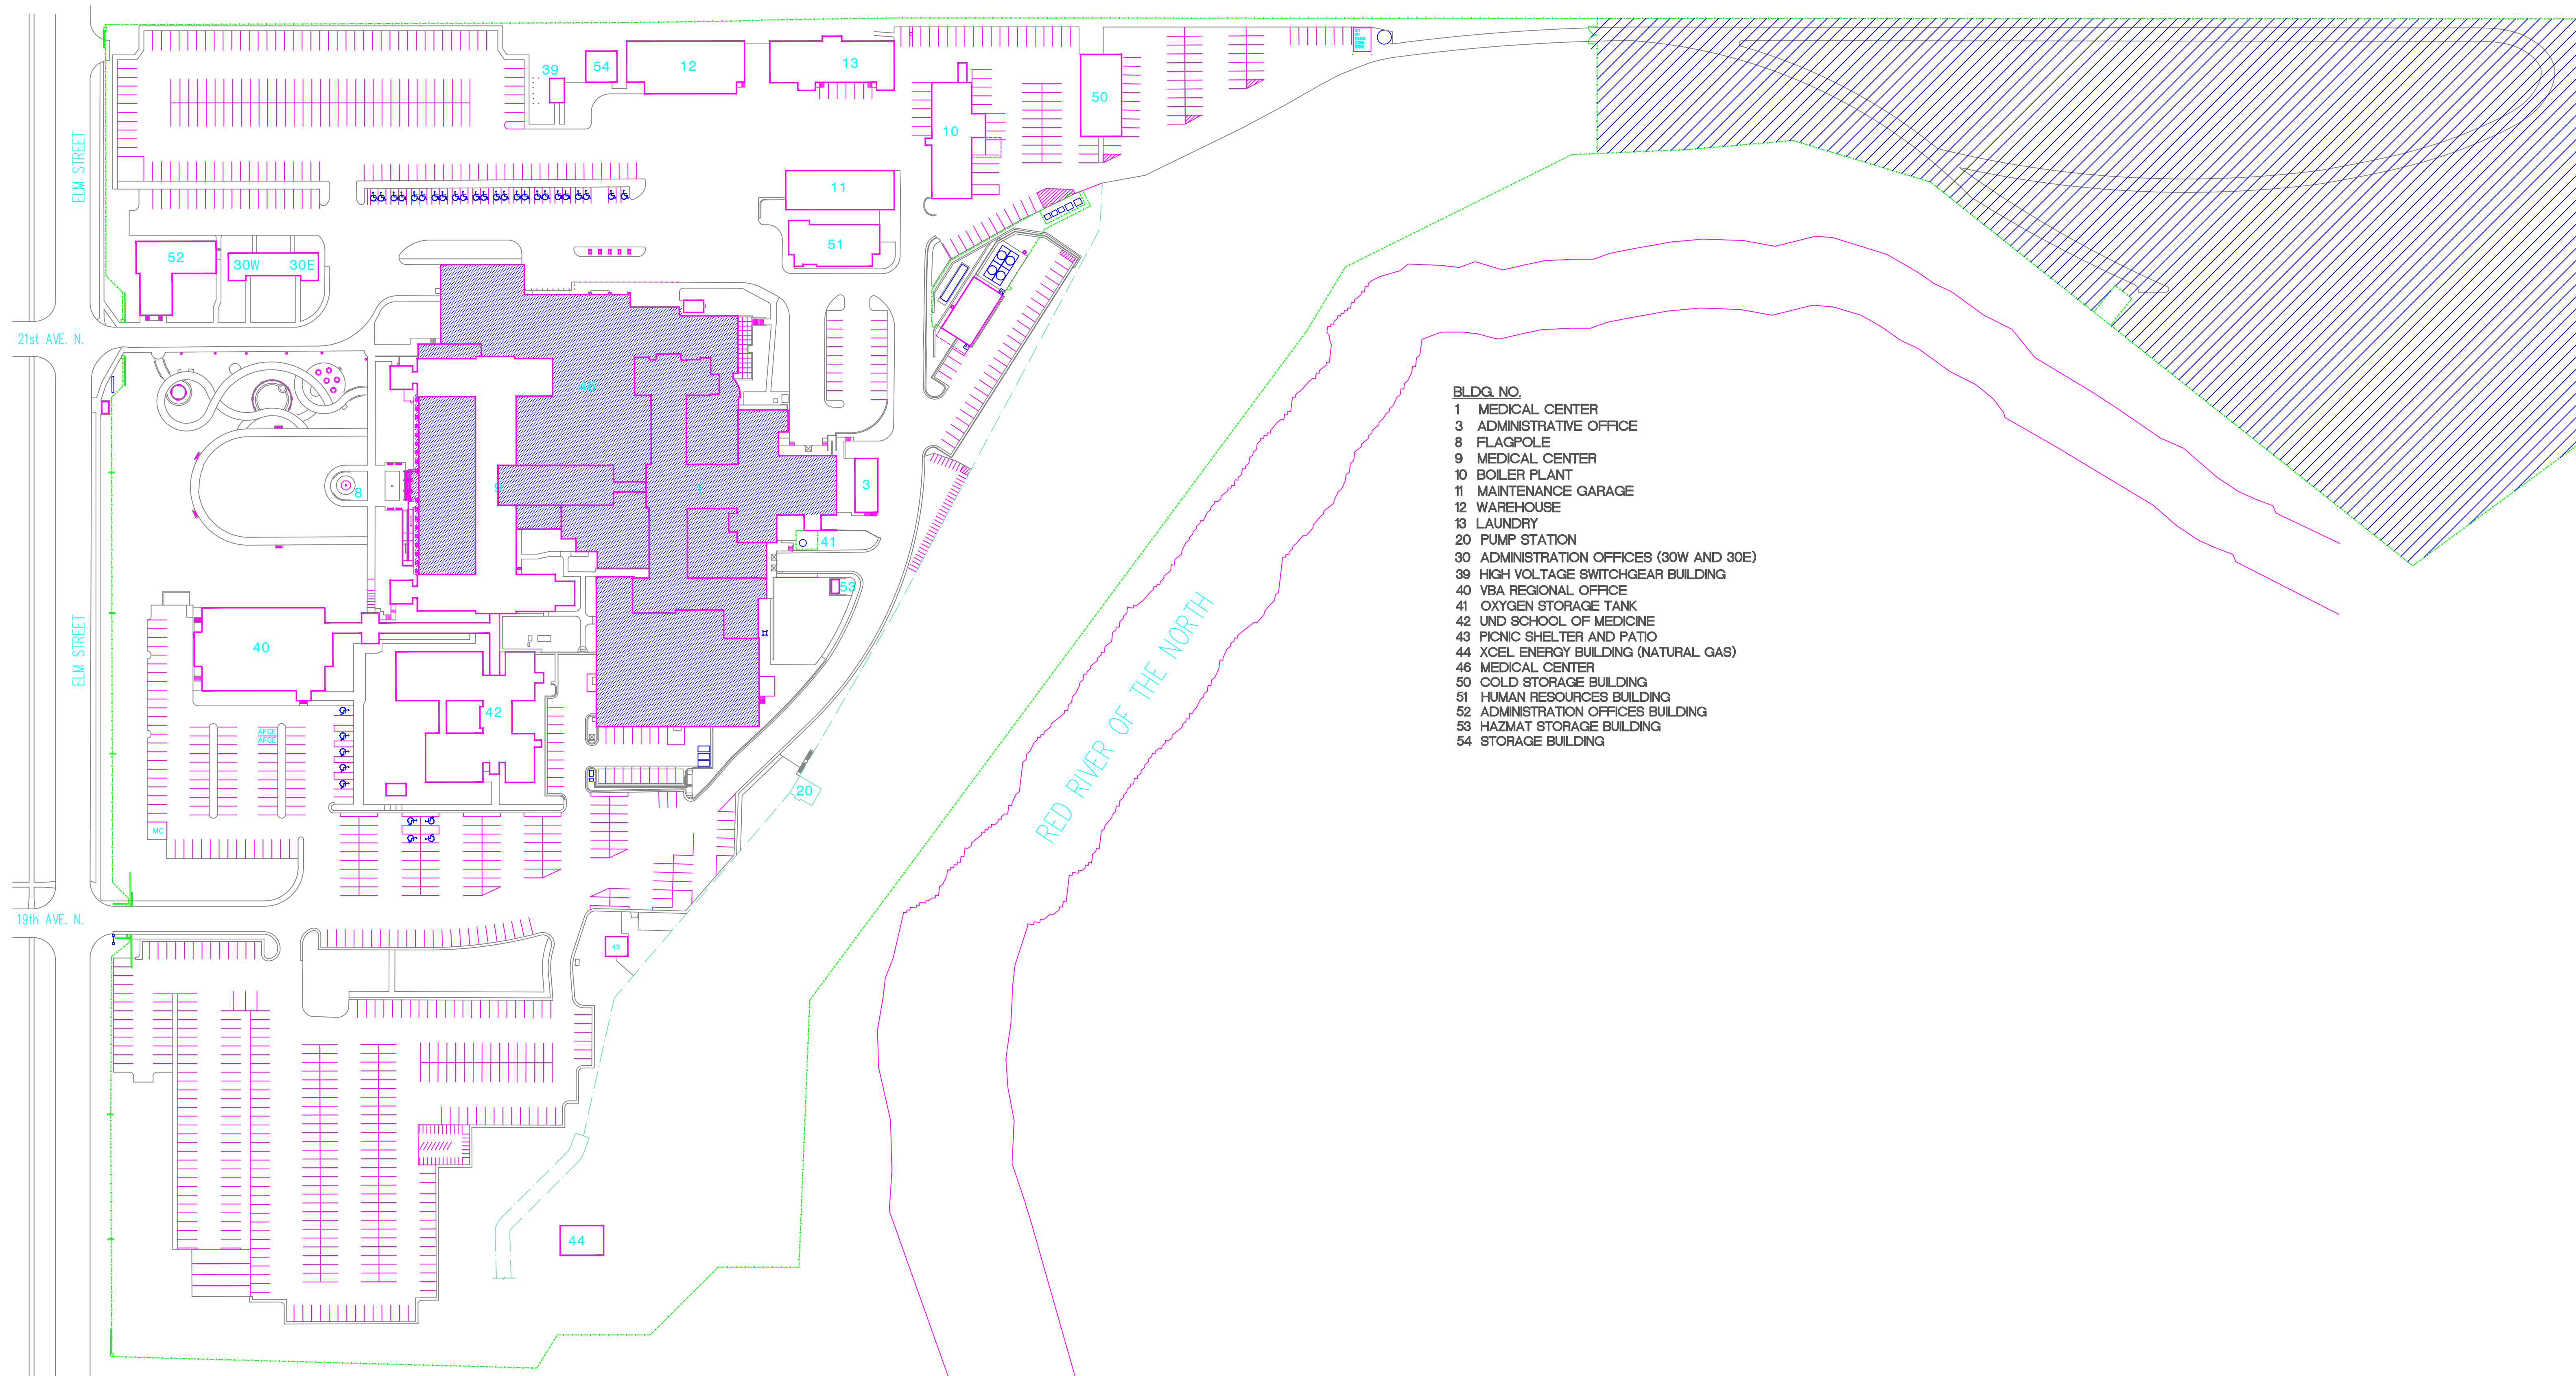 39
54
12
13
50
10
ELM STREET
11
51
52
30W
30E
21st AVE. N.
46
8
9
1
3
41
53
ELM STREET
40
42
AFGE
AFGE
MC
20
19th AVE. N.
43
44
RED RIVER OF THE NORTH
BLDG. NO.
1 MEDICAL CENTER
3 ADMINISTRATIVE OFFICE
8 FLAGPOLE
9 MEDICAL CENTER
10 BOILER PLANT
11 MAINTENANCE GARAGE
12 WAREHOUSE
13 LAUNDRY
20 PUMP STATION
30 ADMINISTRATION OFFICES (30W AND 30E)
39 HIGH VOLTAGE SWITCHGEAR BUILDING
40 VBA REGIONAL OFFICE
41 OXYGEN STORAGE TANK
42 UND SCHOOL OF MEDICINE
43 PICNIC SHELTER AND PATIO
44 XCEL ENERGY BUILDING (NATURAL GAS)
46 MEDICAL CENTER
50 COLD STORAGE BUILDING
51 HUMAN RESOURCES BUILDING
52 ADMINISTRATION OFFICES BUILDING
53 HAZMAT STORAGE BUILDING
54 STORAGE BUILDING